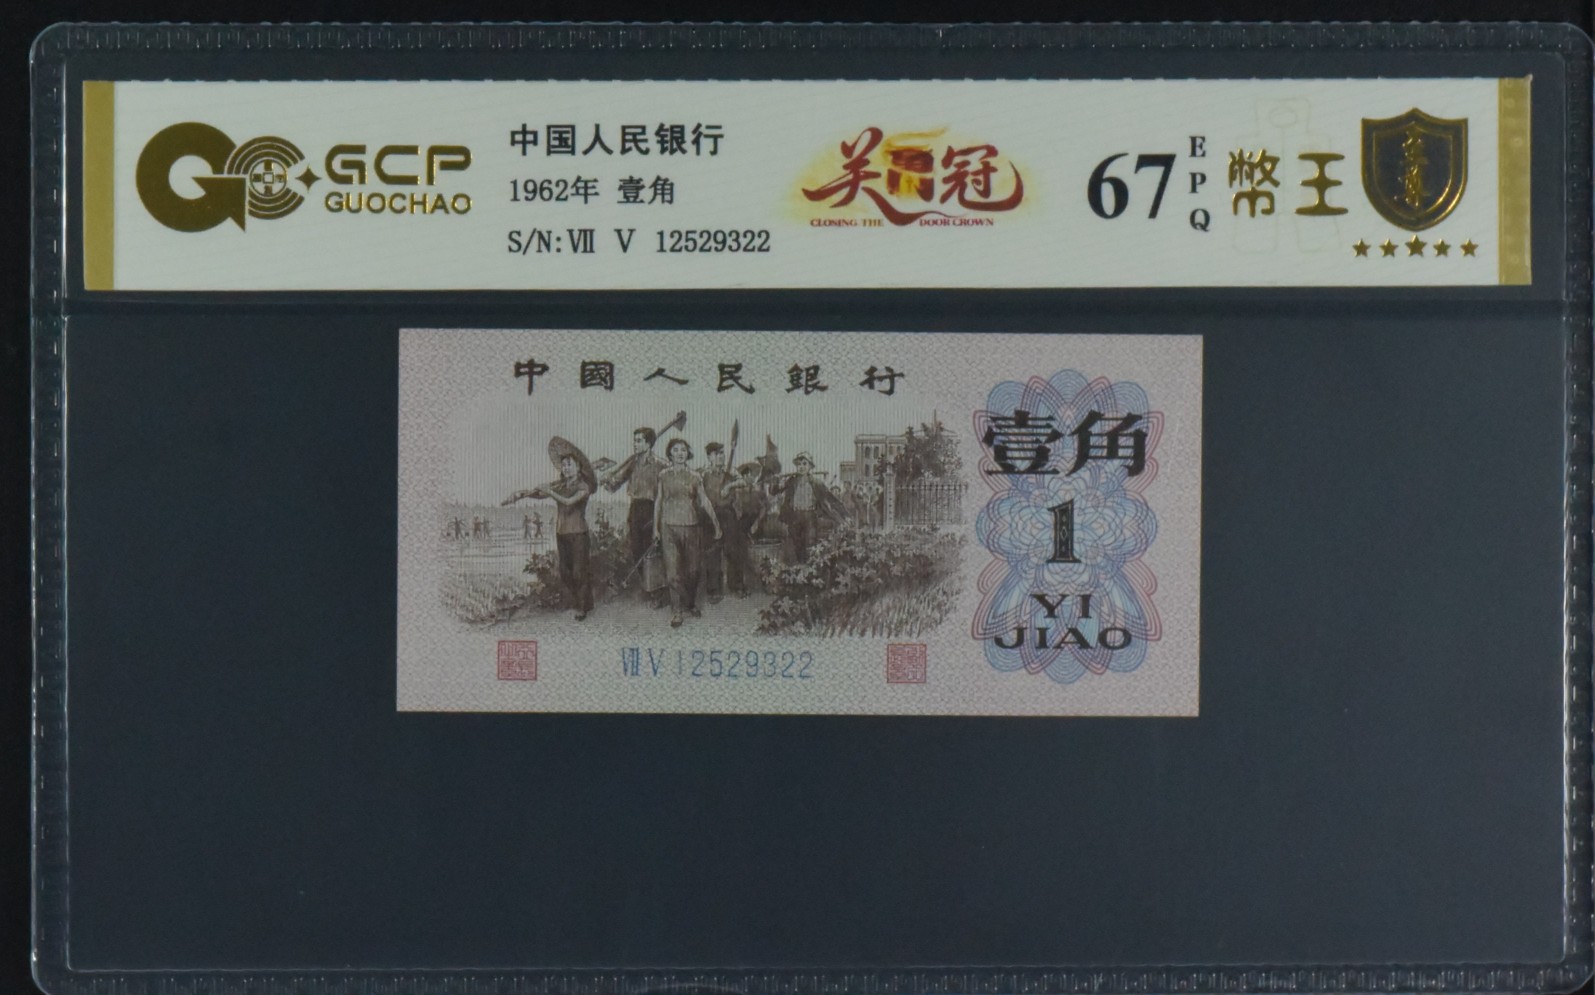 GCP
GUOCHAO
中国人民银行
1962年 壹角
S/N: Ⅶ Ⅴ 12529322
关门冠
CLOSING THE DOOR CROWN
67
EPQ
幣王
中國人民銀行
壹角
1
YI
JIAO
Ⅶ Ⅴ 12529322